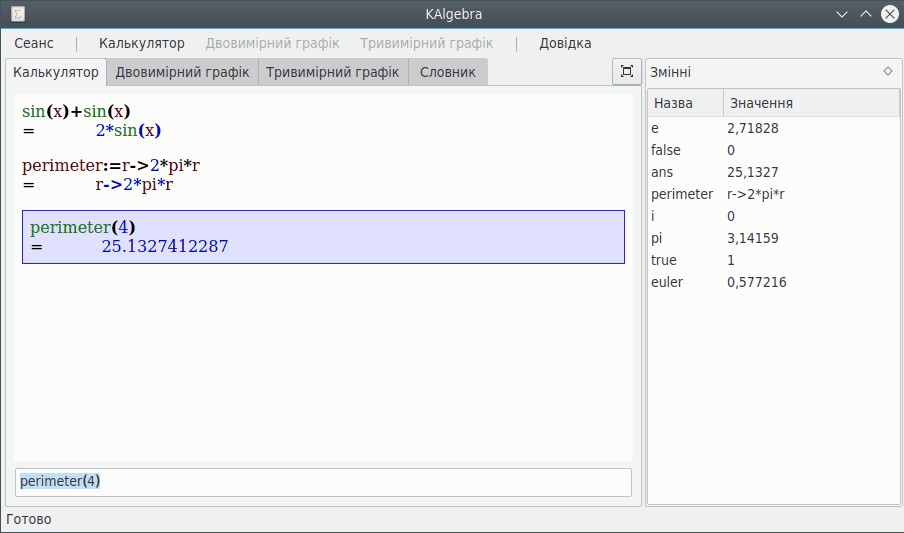 KAlgebra
Сеанс | Калькулятор Двовимірний графік Тривимірний графік | Довідка
Калькулятор Двовимірний графік Тривимірний графік Словник
sin(x)+sin(x)
= 2*sin(x)
perimeter:=r->2*pi*r
= r->2*pi*r
perimeter(4)
= 25.1327412287
perimeter(4)
Змінні
Назва Значення
e 2,71828
false 0
ans 25,1327
perimeter r->2*pi*r
i 0
pi 3,14159
true 1
euler 0,577216
Готово